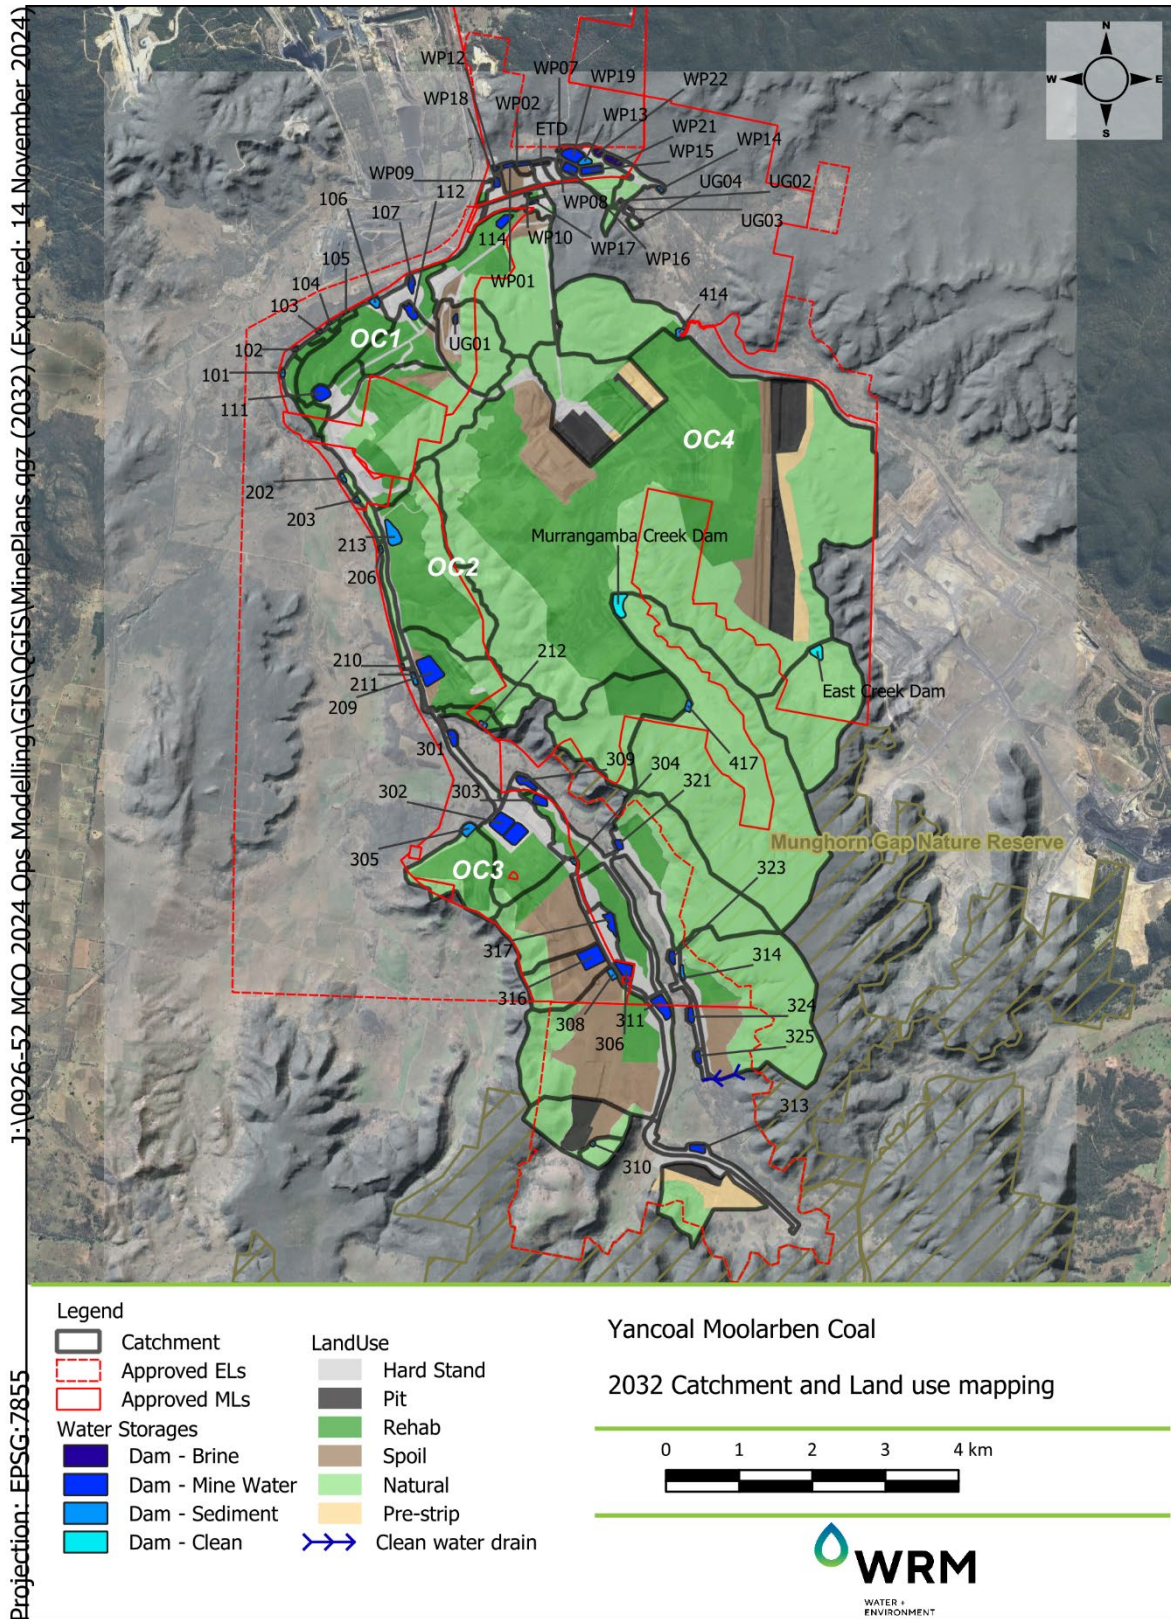 J:\0926-52 MCO 2024 Ops Modelling\GIS\QGIS\MinePlans.qgz (2032) (Exported: 14 November 2024)
Projection: EPSG:7855
N
W
E
S
WP12
WP07
WP19
WP22
WP18
WP02
WP13
ETD
WP21
WP14
WP15
WP09
112
UG04
UG02
106
WP08
107
UG03
114
WP10
WP17
WP16
WP01
105
104
103
414
OC1
UG01
102
101
111
OC4
202
203
Murrangamba Creek Dam
213
OC2
206
212
210
211
209
East Creek Dam
301
309
304
417
302
303
321
Munghorn Gap Nature Reserve
305
OC3
323
317
314
316
308
311
324
306
325
313
310
Legend
Catchment
Approved ELs
Approved MLs
Water Storages
Dam - Brine
Dam - Mine Water
Dam - Sediment
Dam - Clean
LandUse
Hard Stand
Pit
Rehab
Spoil
Natural
Pre-strip
Clean water drain
Yancoal Moolarben Coal
2032 Catchment and Land use mapping
0 1 2 3 4 km
WRM
WATER +
ENVIRONMENT